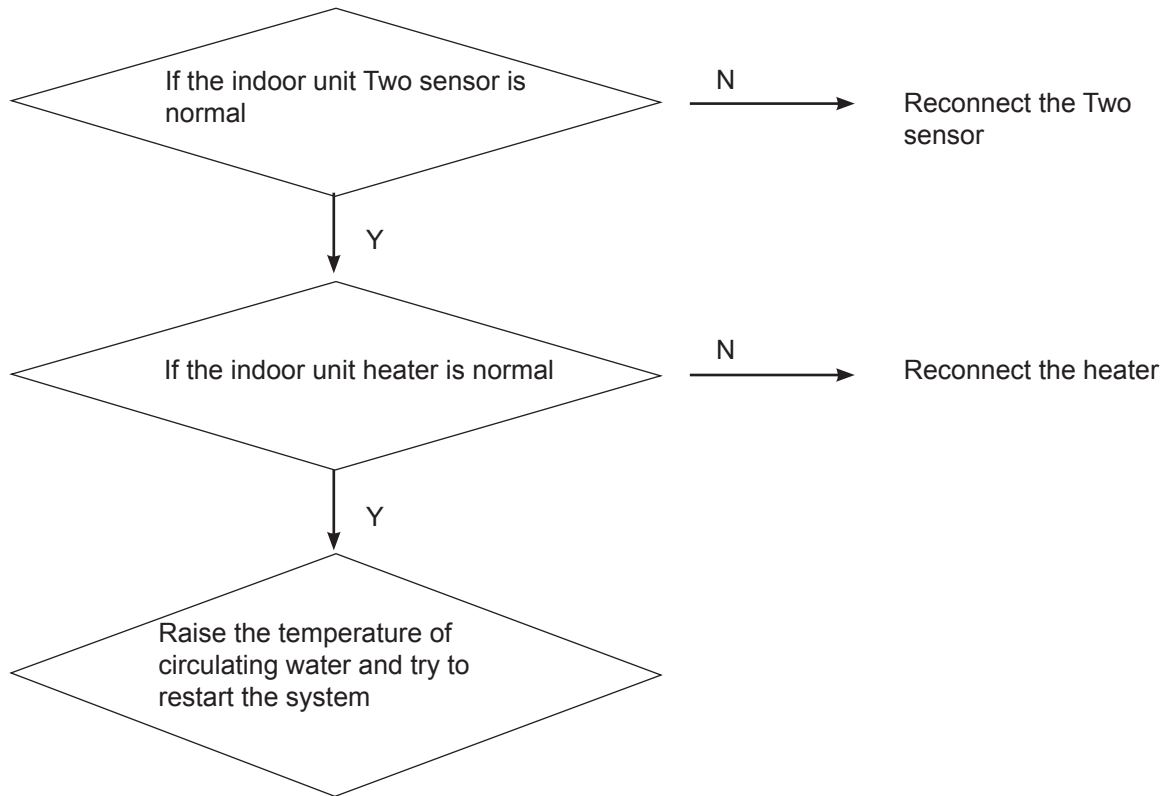 If the indoor unit Two sensor is
normal
N
Reconnect the Two
sensor
Y
If the indoor unit heater is normal
N
Reconnect the heater
Y
Raise the temperature of
circulating water and try to
restart the system